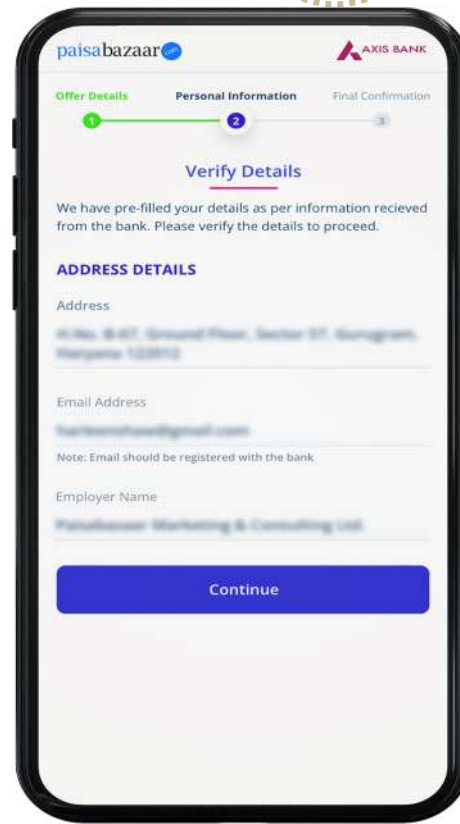 paisabazaar.com
AXIS BANK
Offer Details Personal Information Final Confirmation
1 2 3
Verify Details
We have pre-filled your details as per information recieved
from the bank. Please verify the details to proceed.
ADDRESS DETAILS
Address
Email Address
Note: Email should be registered with the bank
Employer Name
Continue